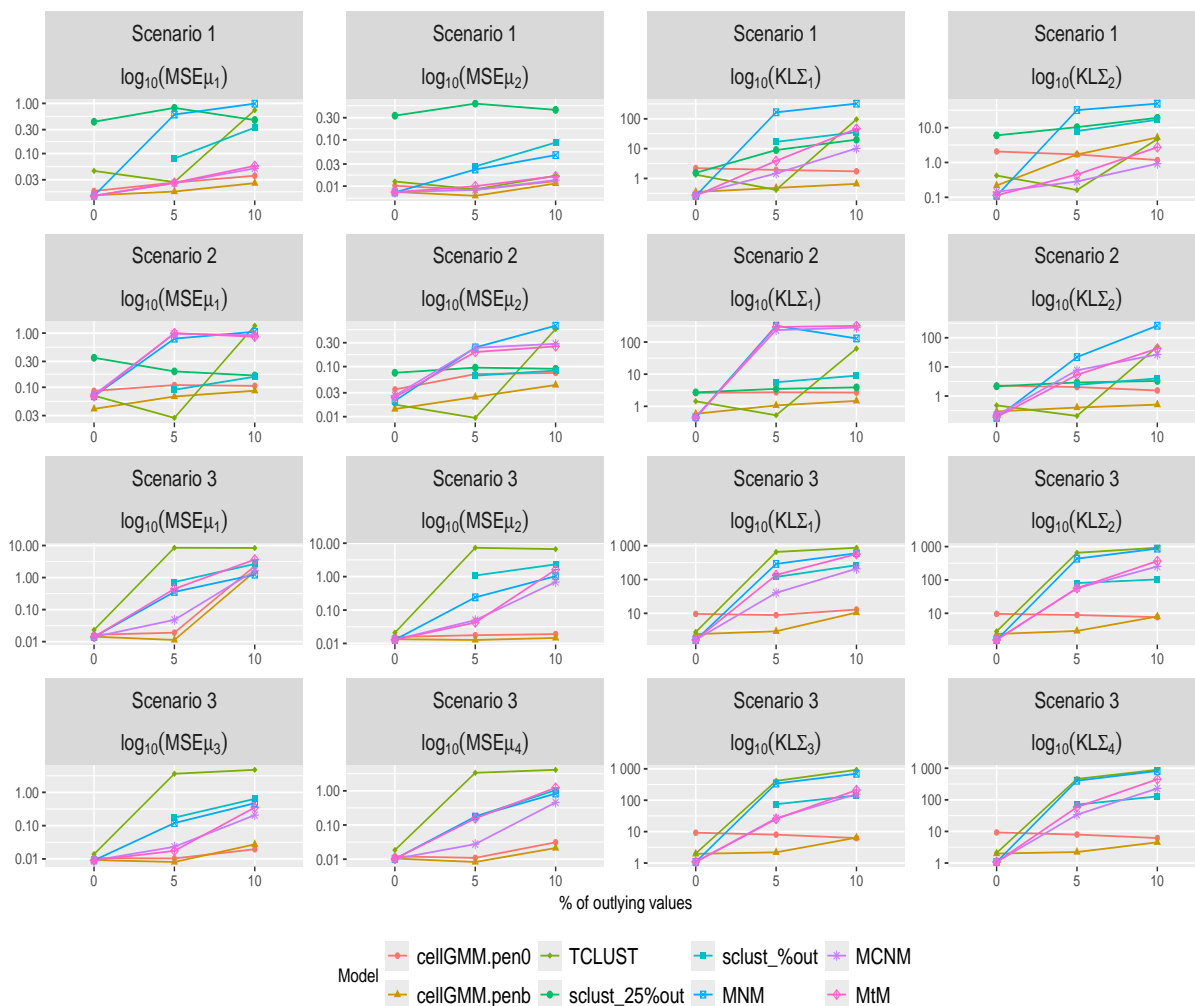 Scenario 1 Scenario 1 Scenario 1 Scenario 1
log₁₀(MSEμ₁) log₁₀(MSEμ₂) log₁₀(KLΣ₁) log₁₀(KLΣ₂)
1.00
0.30
0.10
0.03
0 5 10
0.30
0.10
0.03
0.01
0 5 10
100
10
1
0 5 10
10.0
1.0
0.1
0 5 10
Scenario 2 Scenario 2 Scenario 2 Scenario 2
log₁₀(MSEμ₁) log₁₀(MSEμ₂) log₁₀(KLΣ₁) log₁₀(KLΣ₂)
1.00
0.30
0.10
0.03
0 5 10
0.30
0.10
0.03
0.01
0 5 10
100
10
1
0 5 10
100
10
1
0 5 10
Scenario 3 Scenario 3 Scenario 3 Scenario 3
log₁₀(MSEμ₁) log₁₀(MSEμ₂) log₁₀(KLΣ₁) log₁₀(KLΣ₂)
10.00
1.00
0.10
0.01
0 5 10
10.00
1.00
0.10
0.01
0 5 10
1 000
100
10
0 5 10
1 000
100
10
0 5 10
Scenario 3 Scenario 3 Scenario 3 Scenario 3
log₁₀(MSEμ₃) log₁₀(MSEμ₄) log₁₀(KLΣ₃) log₁₀(KLΣ₄)
1.00
0.10
0.01
0 5 10
1.00
0.10
0.01
0 5 10
1 000
100
10
1
0 5 10
1 000
100
10
1
0 5 10
% of outlying values
Model
cellGMM.pen0 TCLUST sclust_%out MCNM
cellGMM.penb sclust_25%out MNM MtM